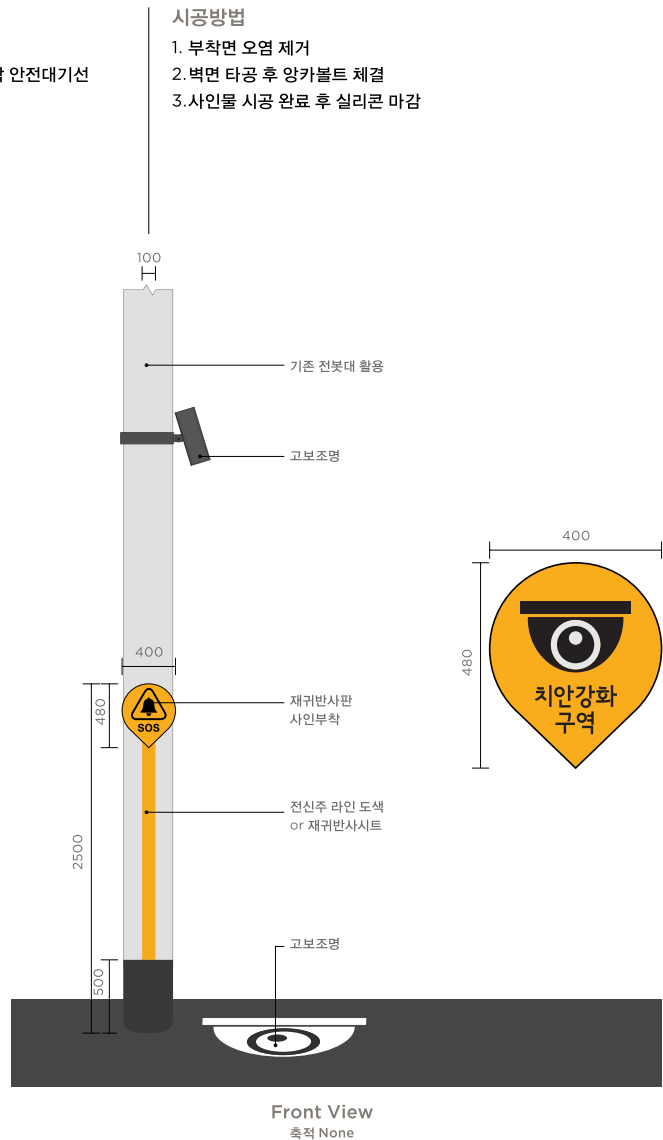 시공방법
1. 부착면 오염 제거
안전대기선
2.벽면 타공 후 앙카볼트 체결
3.사인물 시공 완료 후 실리콘 마감
100
기존 전봇대 활용
고보조명
400
480
치안강화
구역
400
480
SOS
재귀반사판
사인부착
2500
전신주 라인 도색
or 재귀반사시트
500
고보조명
Front View
축적 None